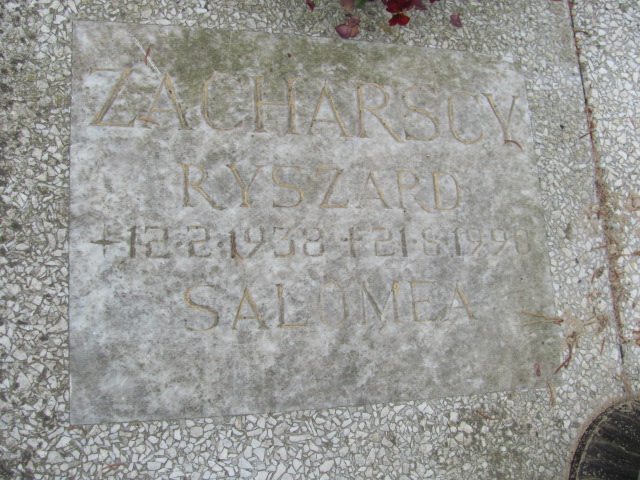 ZACHARSCY
RYSZARD
+12.2.1938 +21.8.1990
SALOMEA